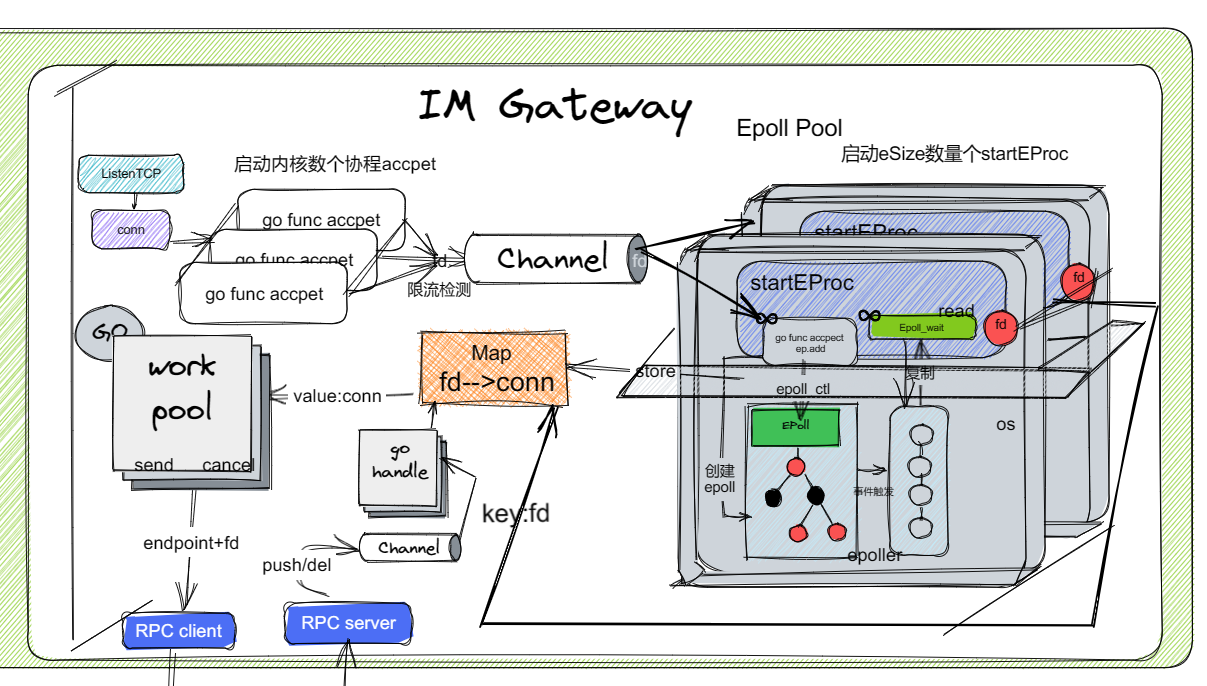 IM Gateway
Epoll Pool
启动eSize数量个startEProc
ListenTCP
conn
启动内核数个协程accpet
go func accpet
go func accpet
go func accpet
fd
限流检测
Channel
fd
startEProc
fd
startEProc
read
Epoll_wait
fd
go func accpect
ep.add
store
复制
epoll_ctl
EPoll
创建
epoll
事件触发
os
epoller
GO
work
pool
send
cancel
value:conn
Map
fd-->conn
go
handle
key:fd
endpoint+fd
Channel
push/del
RPC client
RPC server